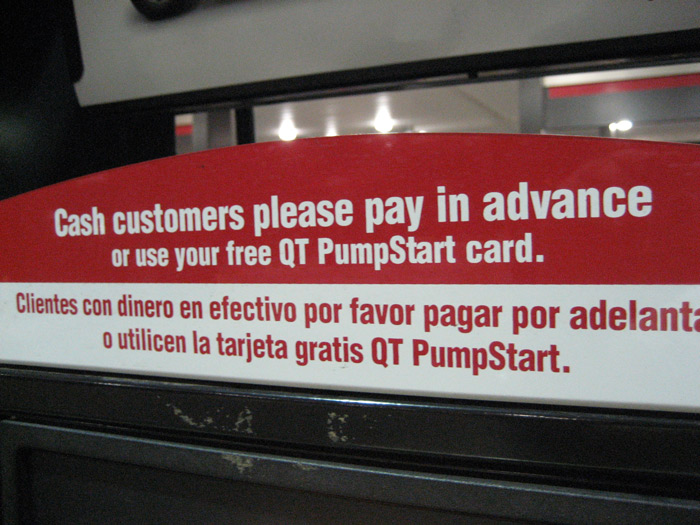 Cash customers please pay in advance
or use your free QT PumpStart card.
Clientes con dinero en efectivo por favor pagar por adelanta
o utilicen la tarjeta gratis QT PumpStart.